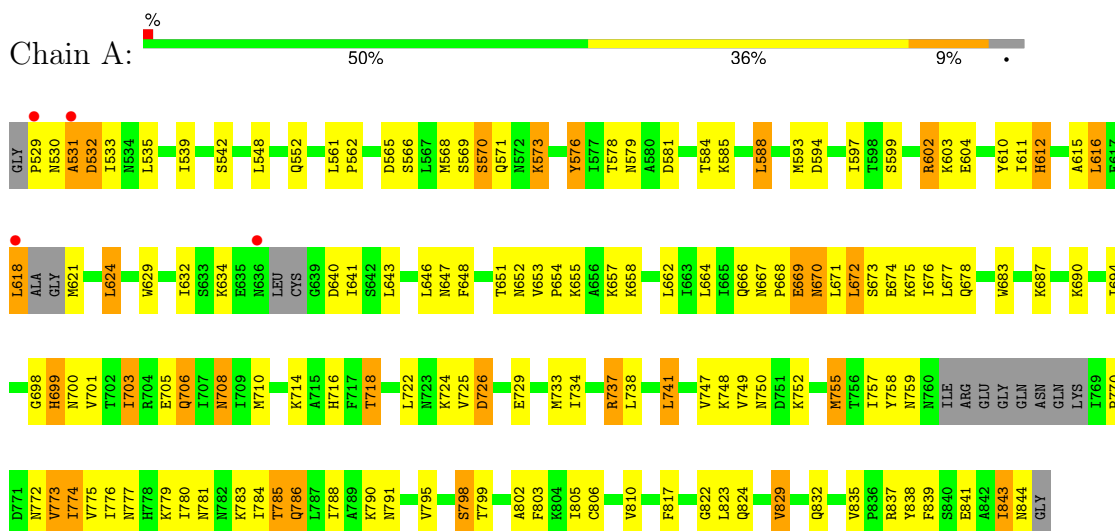 %
Chain A:
50% 36% 9% •
GLY P529 N530 A531 D532 I533 N534 L535 I539 S542 L548 Q552 L561 P562 D565 S566 L567 M568 S569 S570 Q571 N572 K573 Y576 I577 T578 N579 A580 D581 T584 K585 L588 M593 D594 I597 T598 S599 R602 K603 E604 Y610 I611 H612 A615 L616 E617
L618 ALA GLY M621 L624 W629 I632 S633 K634 E635 N636 LEU CYS G639 D640 I641 S642 L643 L646 N647 F648 T651 N652 V653 P654 K655 A656 K657 K658 L662 I663 L664 I665 Q666 N667 P668 E669 N670 L671 L672 S673 E674 K675 I676 L677 Q678 W683 K687 K690 I694
G698 H699 N700 V701 T702 I703 R704 E705 Q706 I707 N708 I709 M710 K714 A715 H716 F717 T718 L722 N723 K724 V725 D726 E729 M733 I734 R737 L738 L741 V747 K748 V749 N750 D751 K752 M755 T756 I757 Y758 N759 N760 ILE ARG GLU GLY GLN ASN GLN LYS I769 R770
D771 N772 V773 I774 V775 I776 N777 H778 K779 I780 N781 N782 K783 I784 T785 Q786 L787 I788 A789 K790 N791 V795 S798 T799 A802 F803 K804 I805 C806 V810 F817 G822 L823 Q824 V829 Q832 V835 P836 R837 Y838 F839 S840 E841 A842 I843 N844 GLY